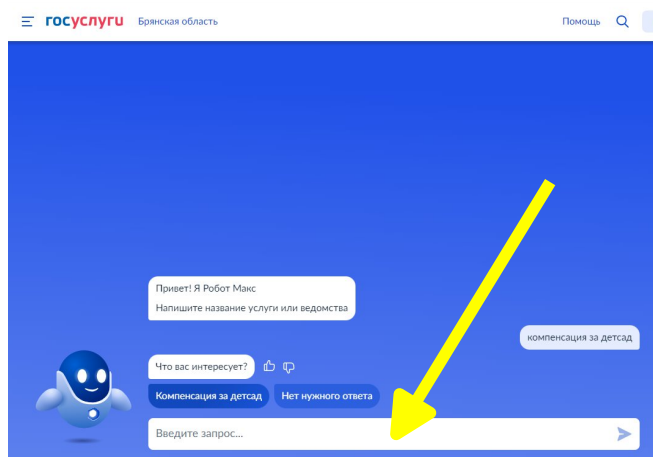 госуслуги Брянская область Помощь
Привет! Я Робот Макс
Напишите название услуги или ведомства
компенсация за детсад
Что вас интересует?
Компенсация за детсад Нет нужного ответа
Введите запрос...